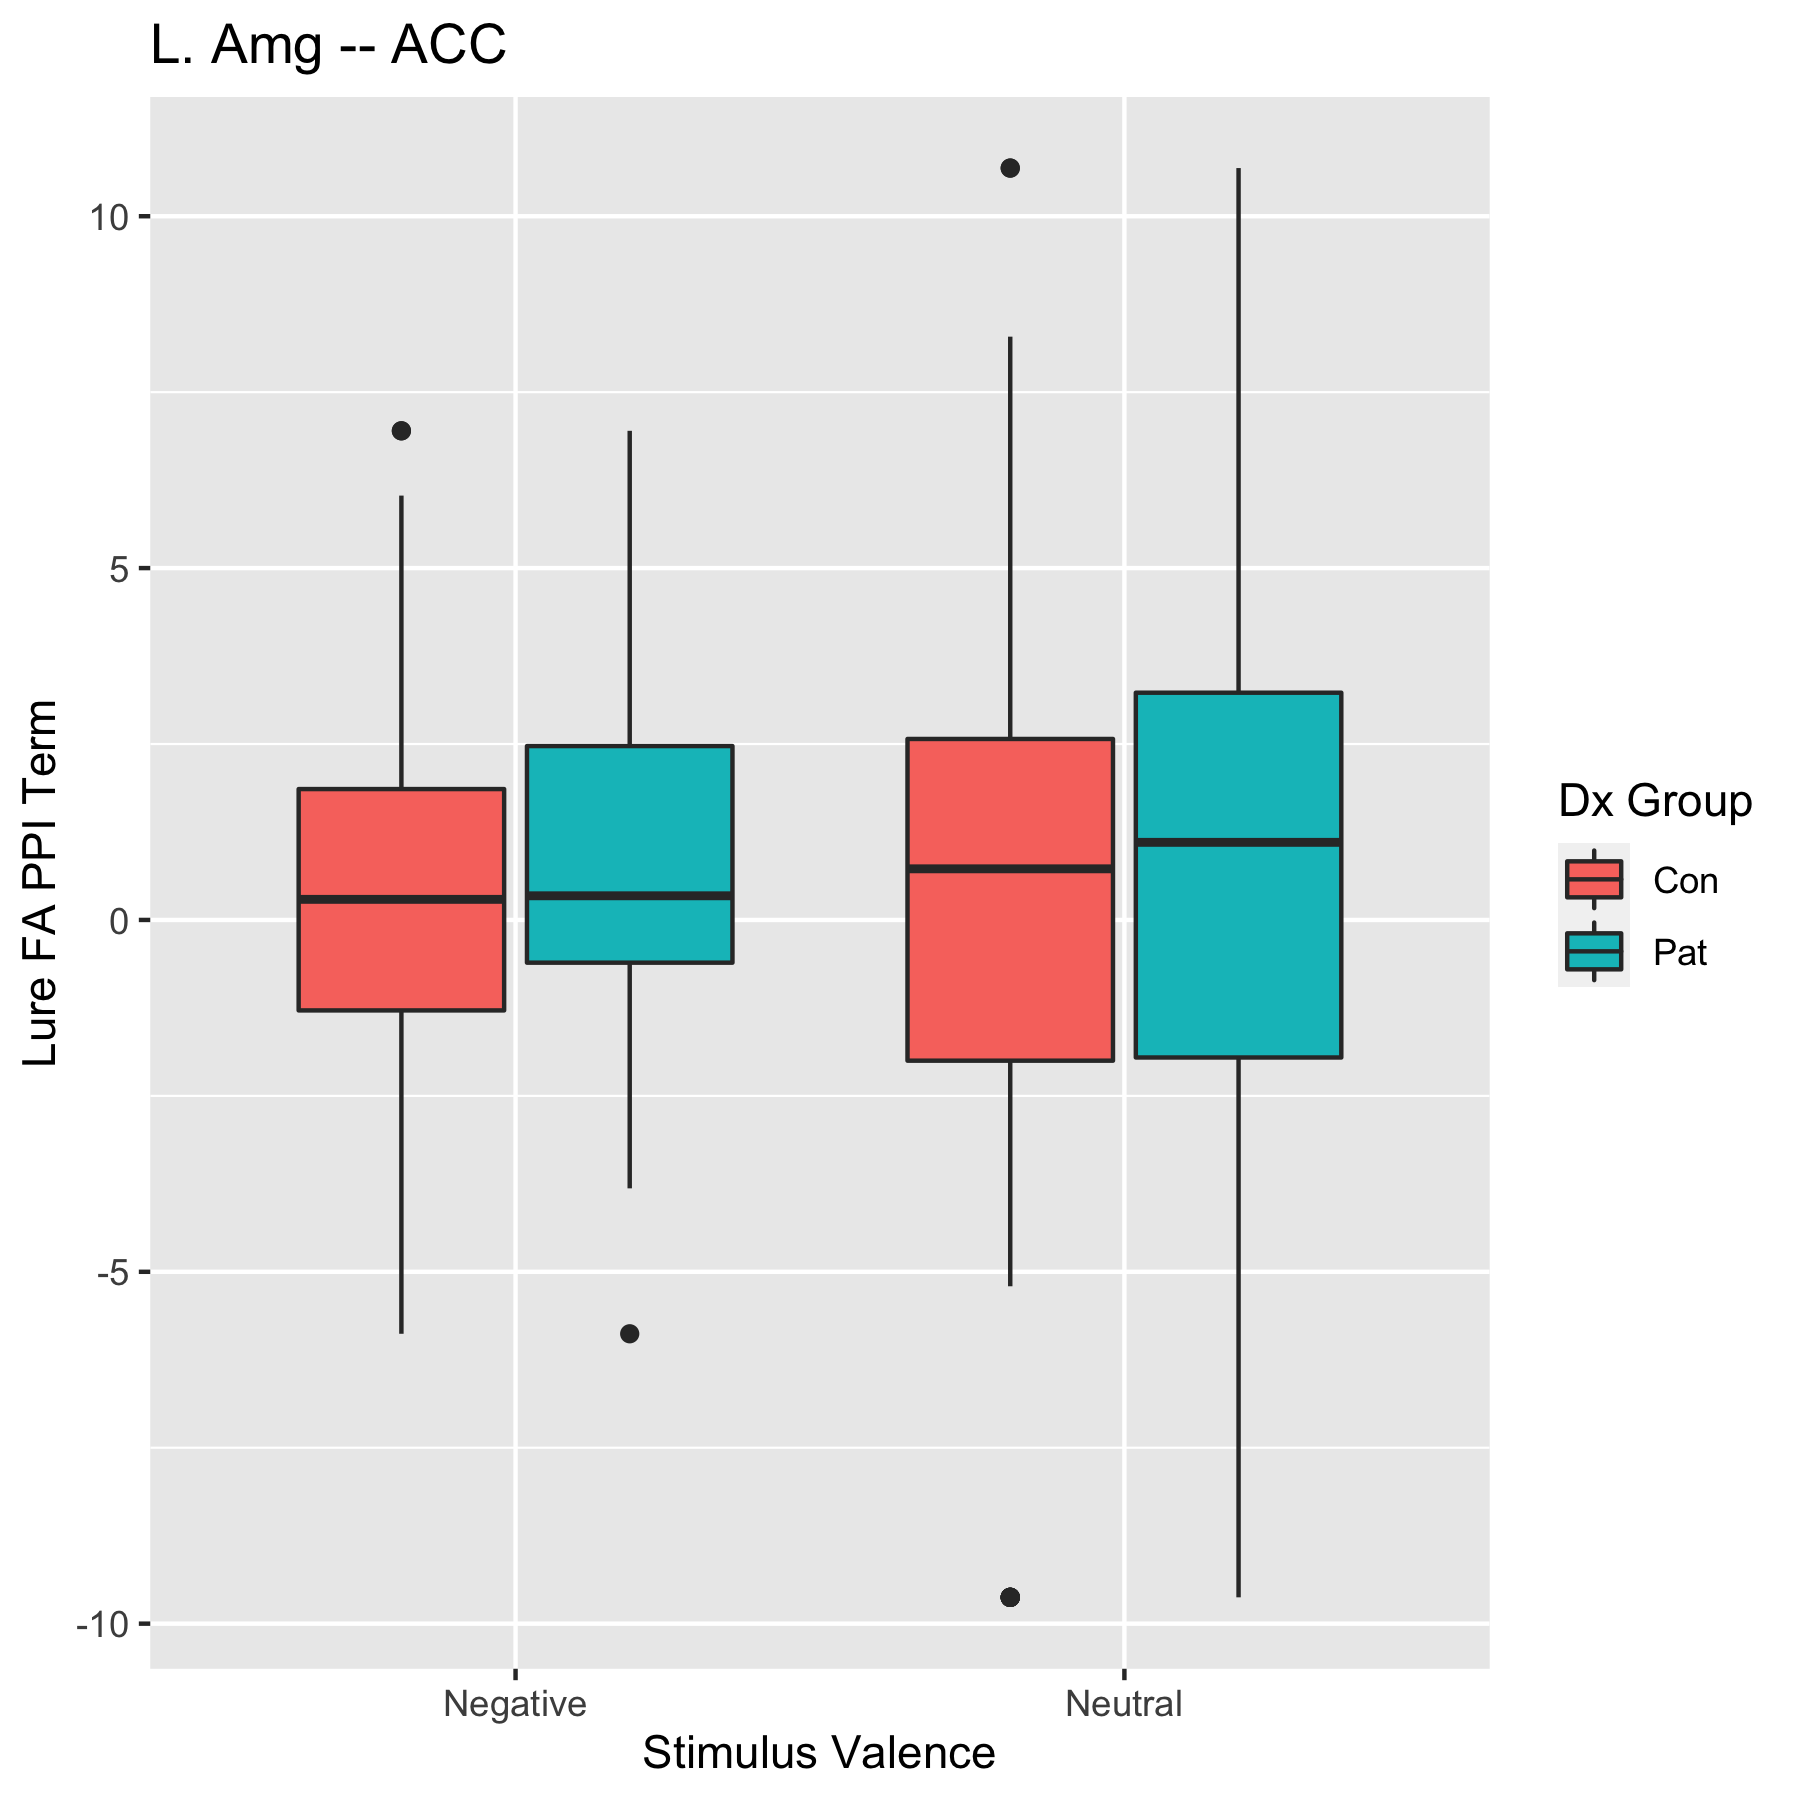 L. Amg -- ACC
Lure FA PPI Term
10
5
0
-5
-10
Negative
Neutral
Stimulus Valence
Dx Group
Con
Pat